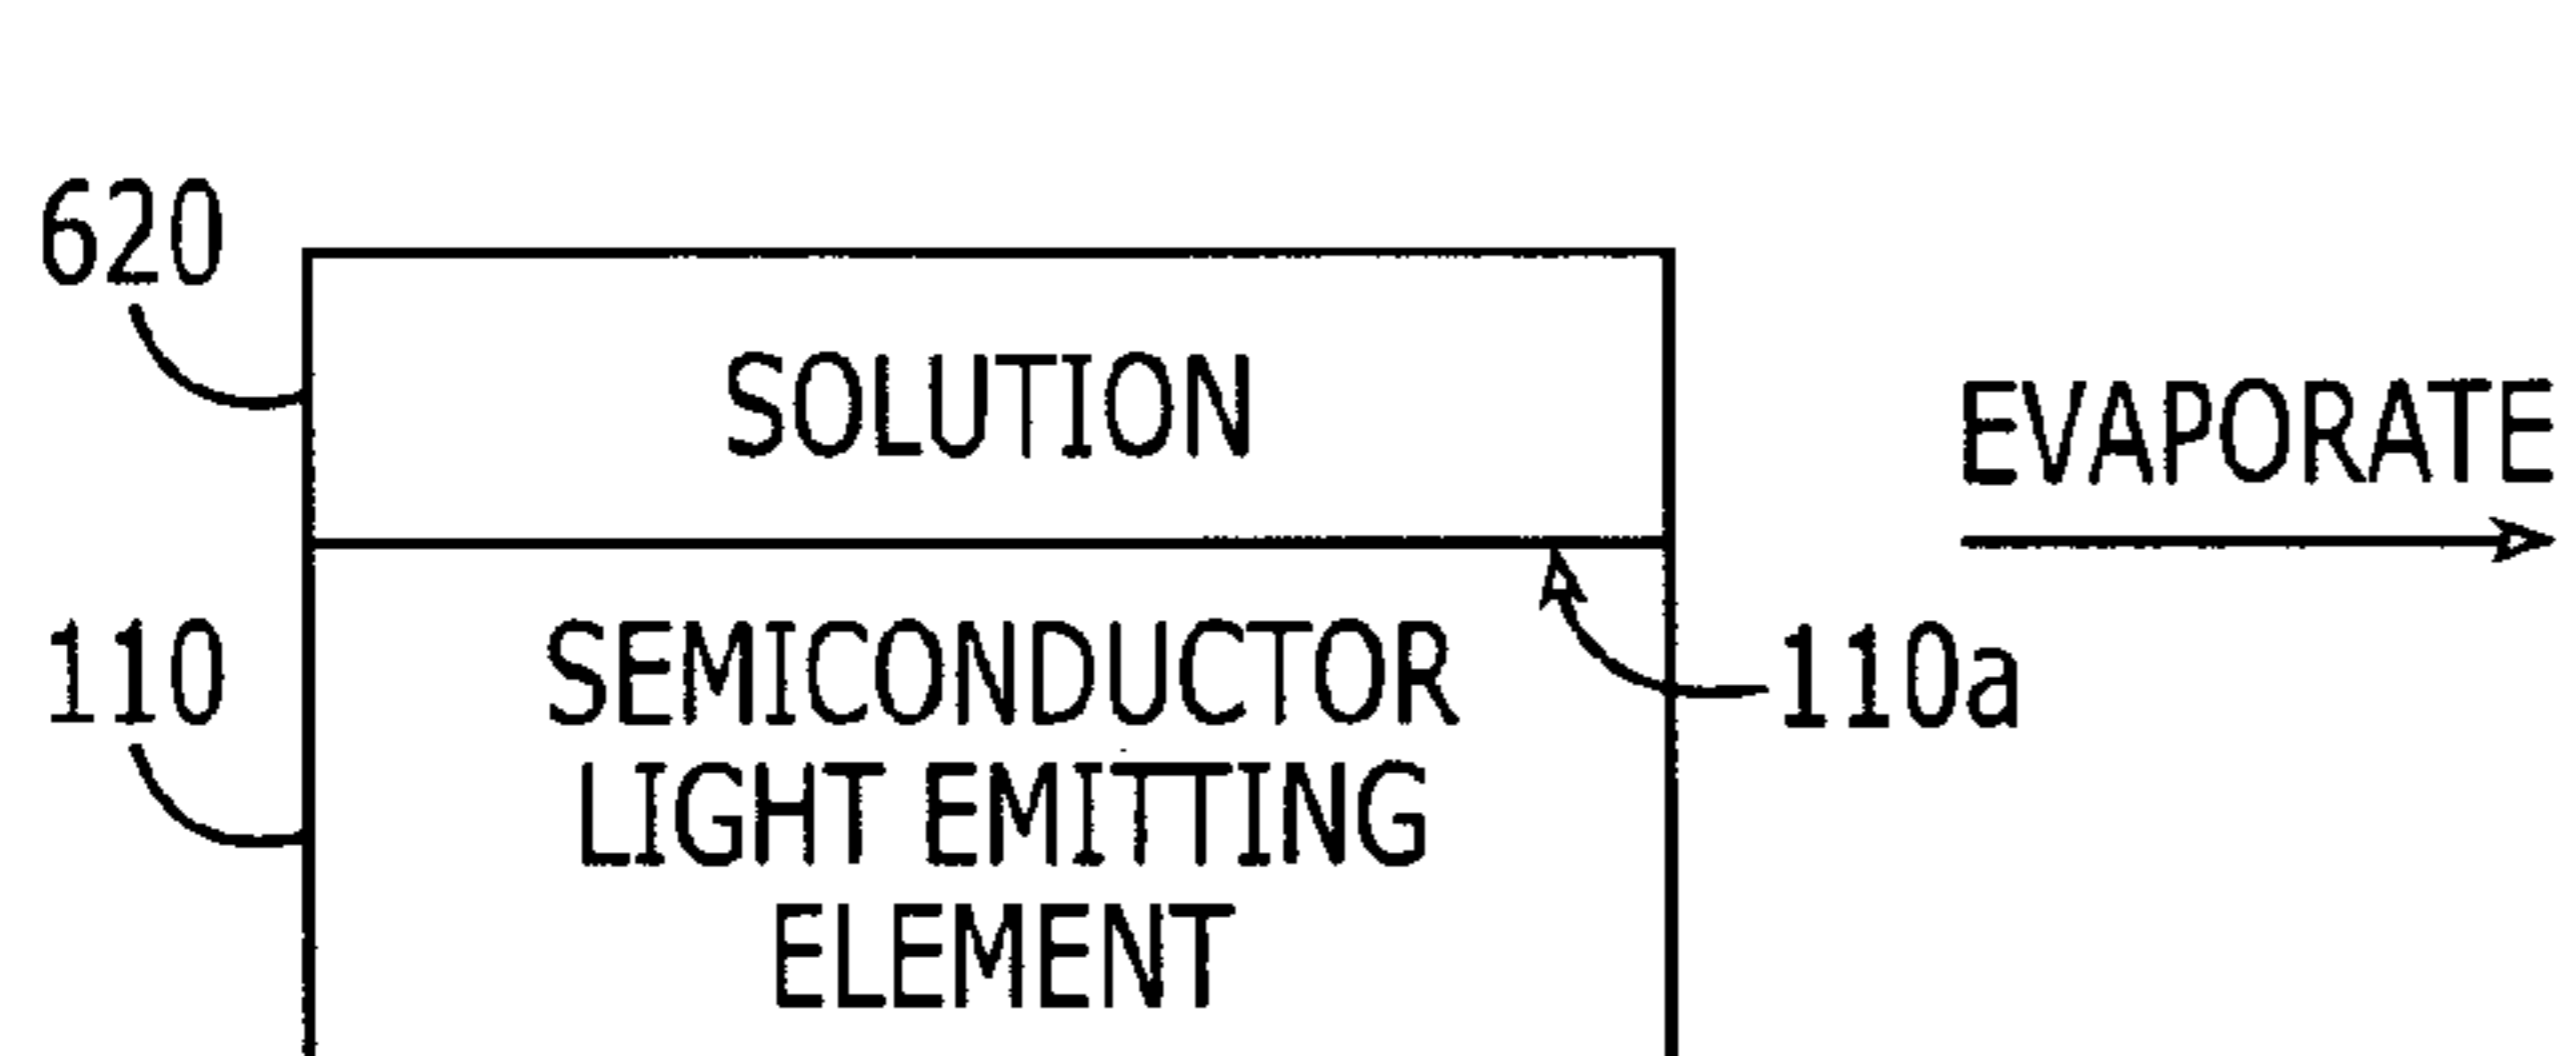 620
SOLUTION
EVAPORATE
110
SEMICONDUCTOR
LIGHT EMITTING
ELEMENT
110a